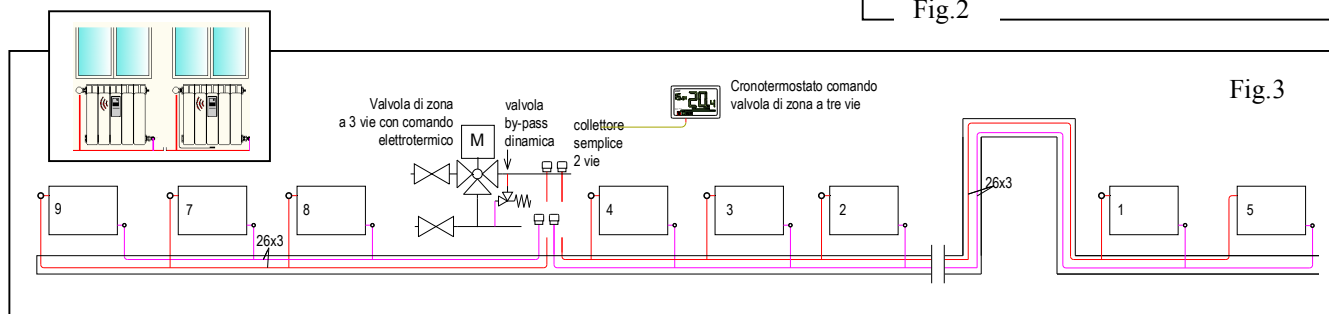 Fig.2
Fig.3
Cronotermostato comando
valvola di zona a tre vie
Valvola di zona
a 3 vie con comando
elettrotermico
valvola
by-pass
dinamica
collettore
semplice
2 vie
M
9
7
8
4
3
2
1
5
26x3
26x3